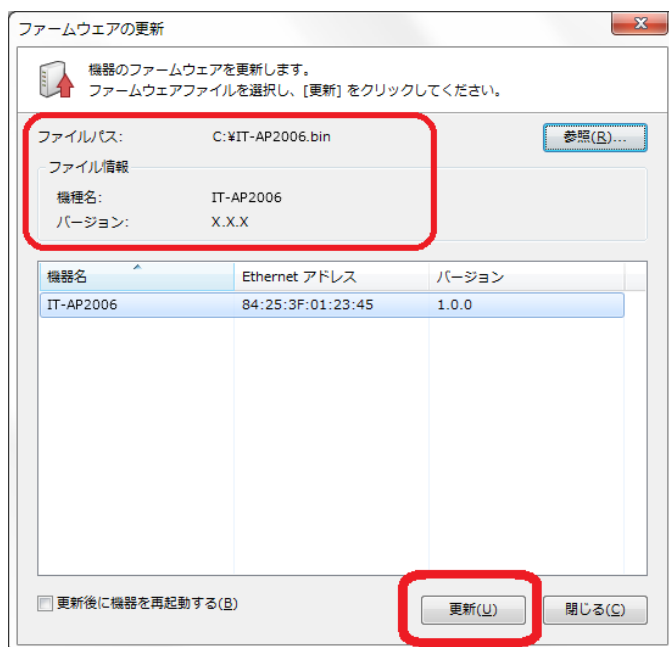 ファームウェアの更新
機器のファームウェアを更新します。
ファームウェアファイルを選択し、[更新] をクリックしてください。
ファイルパス: C:¥IT-AP2006.bin 参照(R)...
ファイル情報
機種名: IT-AP2006
バージョン: X.X.X
機器名 Ethernet アドレス バージョン
IT-AP2006 84:25:3F:01:23:45 1.0.0
更新後に機器を再起動する(B) 更新(U) 閉じる(C)